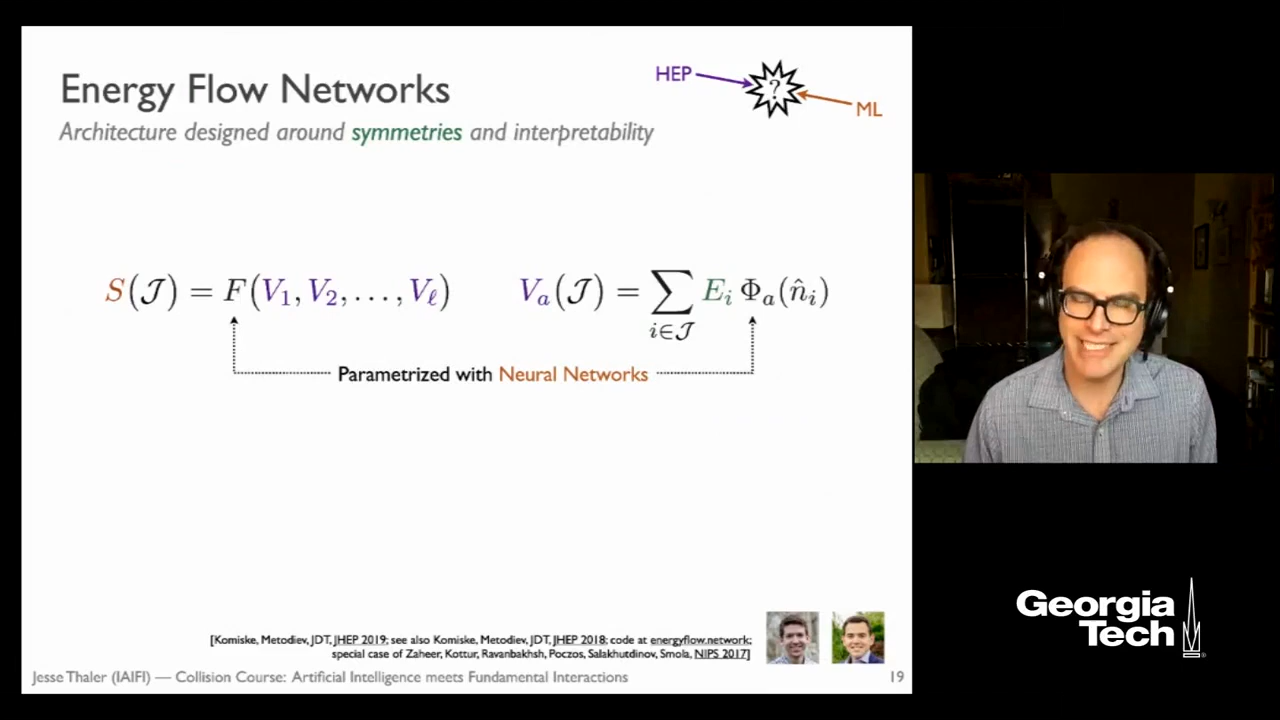 Energy Flow Networks
Architecture designed around symmetries and interpretability
HEP
?
ML
S(𝒥) = F(V₁, V₂, …, V_ℓ)
V_a(𝒥) = ∑_{i∈𝒥} E_i Φ_a(n̂_i)
Parametrized with Neural Networks
[Komiske, Metodiev, JDT, JHEP 2019; see also Komiske, Metodiev, JDT, JHEP 2018; code at energyflow.network;
special case of Zaheer, Kottur, Ravanbakhsh, Poczos, Salakhutdinov, Smola, NIPS 2017]
Jesse Thaler (IAIFI) — Collision Course: Artificial Intelligence meets Fundamental Interactions
19
Georgia
Tech